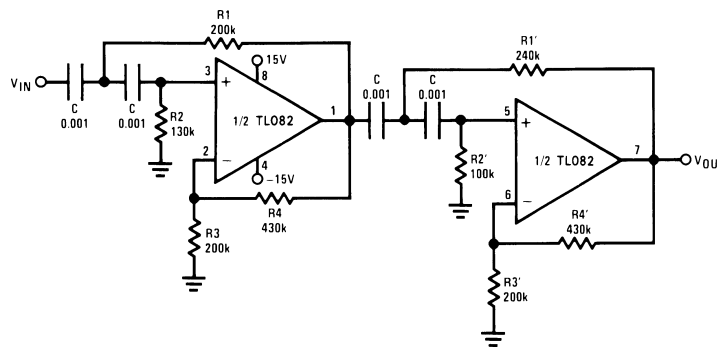 R1
200k
15V
8
VIN
C
0.001
C
0.001
R2
130k
3
+
1/2 TL082
1
2
−
4
−15V
R3
200k
R4
430k
R1'
240k
C
0.001
C
0.001
R2'
100k
5
+
1/2 TL082
7
VOU
6
−
R4'
430k
R3'
200k